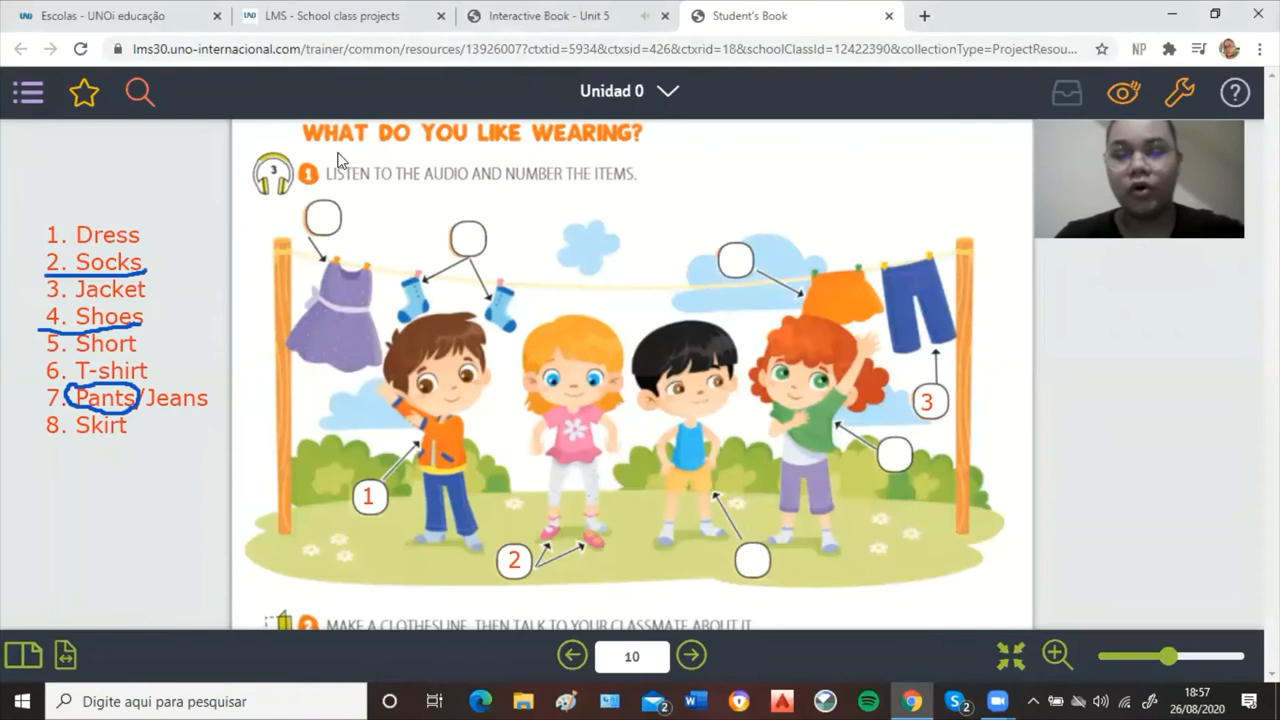 Escolas - UNOi educação
LMS - School class projects
Interactive Book - Unit 5
Student's Book
lms30.uno-internacional.com/trainer/common/resources/13926007?ctxtid=5934&ctxsid=426&ctxrid=18&schoolClassId=12422390&collectionType=ProjectResou...
NP
Unidad 0
WHAT DO YOU LIKE WEARING?
3
1 LISTEN TO THE AUDIO AND NUMBER THE ITEMS.
1. Dress
2. Socks
3. Jacket
4. Shoes
5. Short
6. T-shirt
7. Pants/Jeans
8. Skirt
3
1
2
2 MAKE A CLOTHESLINE. THEN TALK TO YOUR CLASSMATE ABOUT IT.
10
Digite aqui para pesquisar
2
2
18:57
26/08/2020